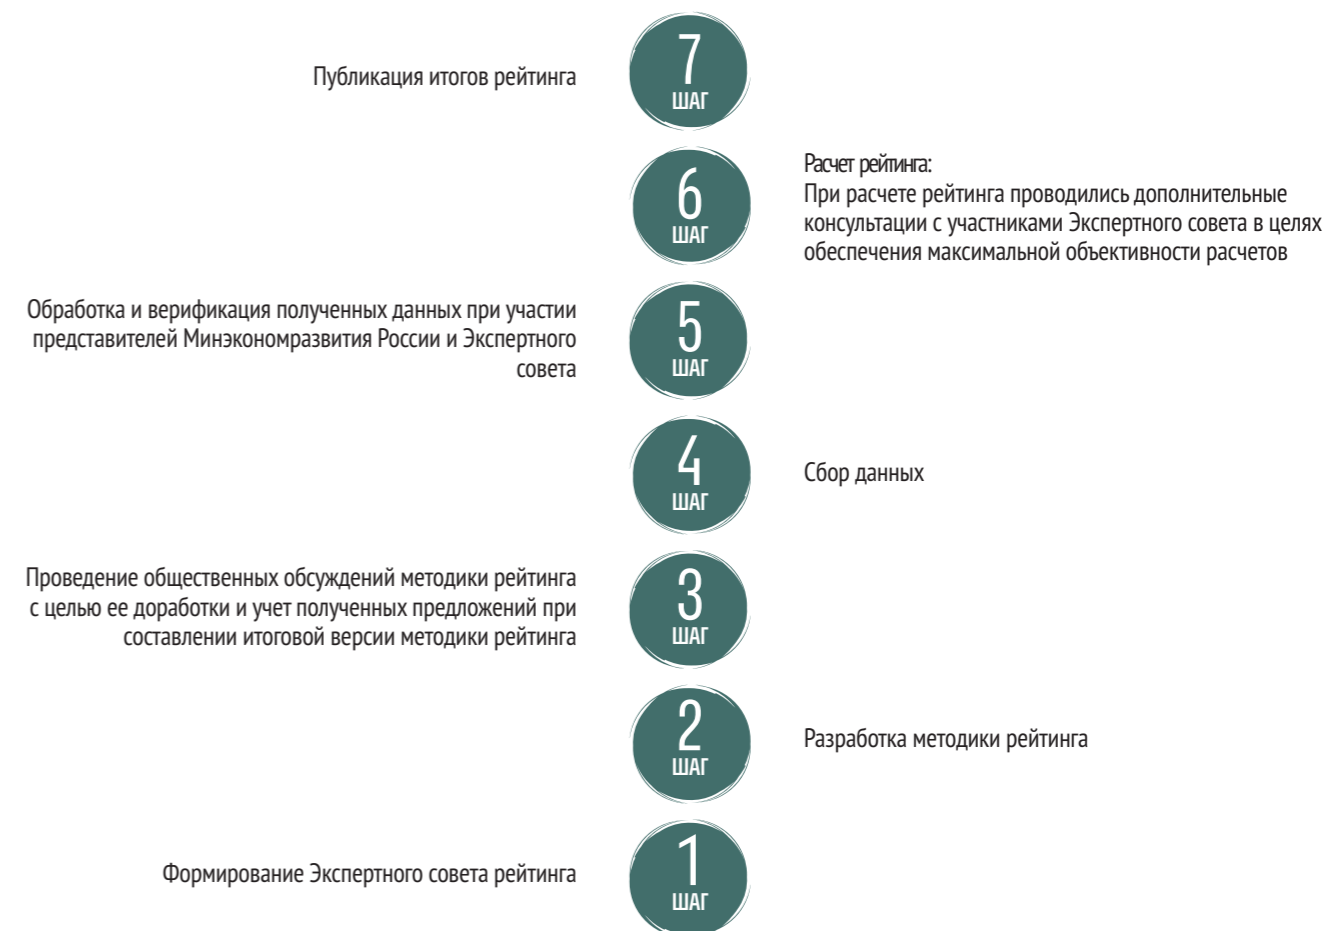 Публикация итогов рейтинга
7
ШАГ
6
ШАГ
Расчет рейтинга:
При расчете рейтинга проводились дополнительные
консультации с участниками Экспертного совета в целях
обеспечения максимальной объективности расчетов
Обработка и верификация полученных данных при участии
представителей Минэкономразвития России и Экспертного
совета
5
ШАГ
4
ШАГ
Сбор данных
Проведение общественных обсуждений методики рейтинга
с целью ее доработки и учет полученных предложений при
составлении итоговой версии методики рейтинга
3
ШАГ
2
ШАГ
Разработка методики рейтинга
Формирование Экспертного совета рейтинга
1
ШАГ